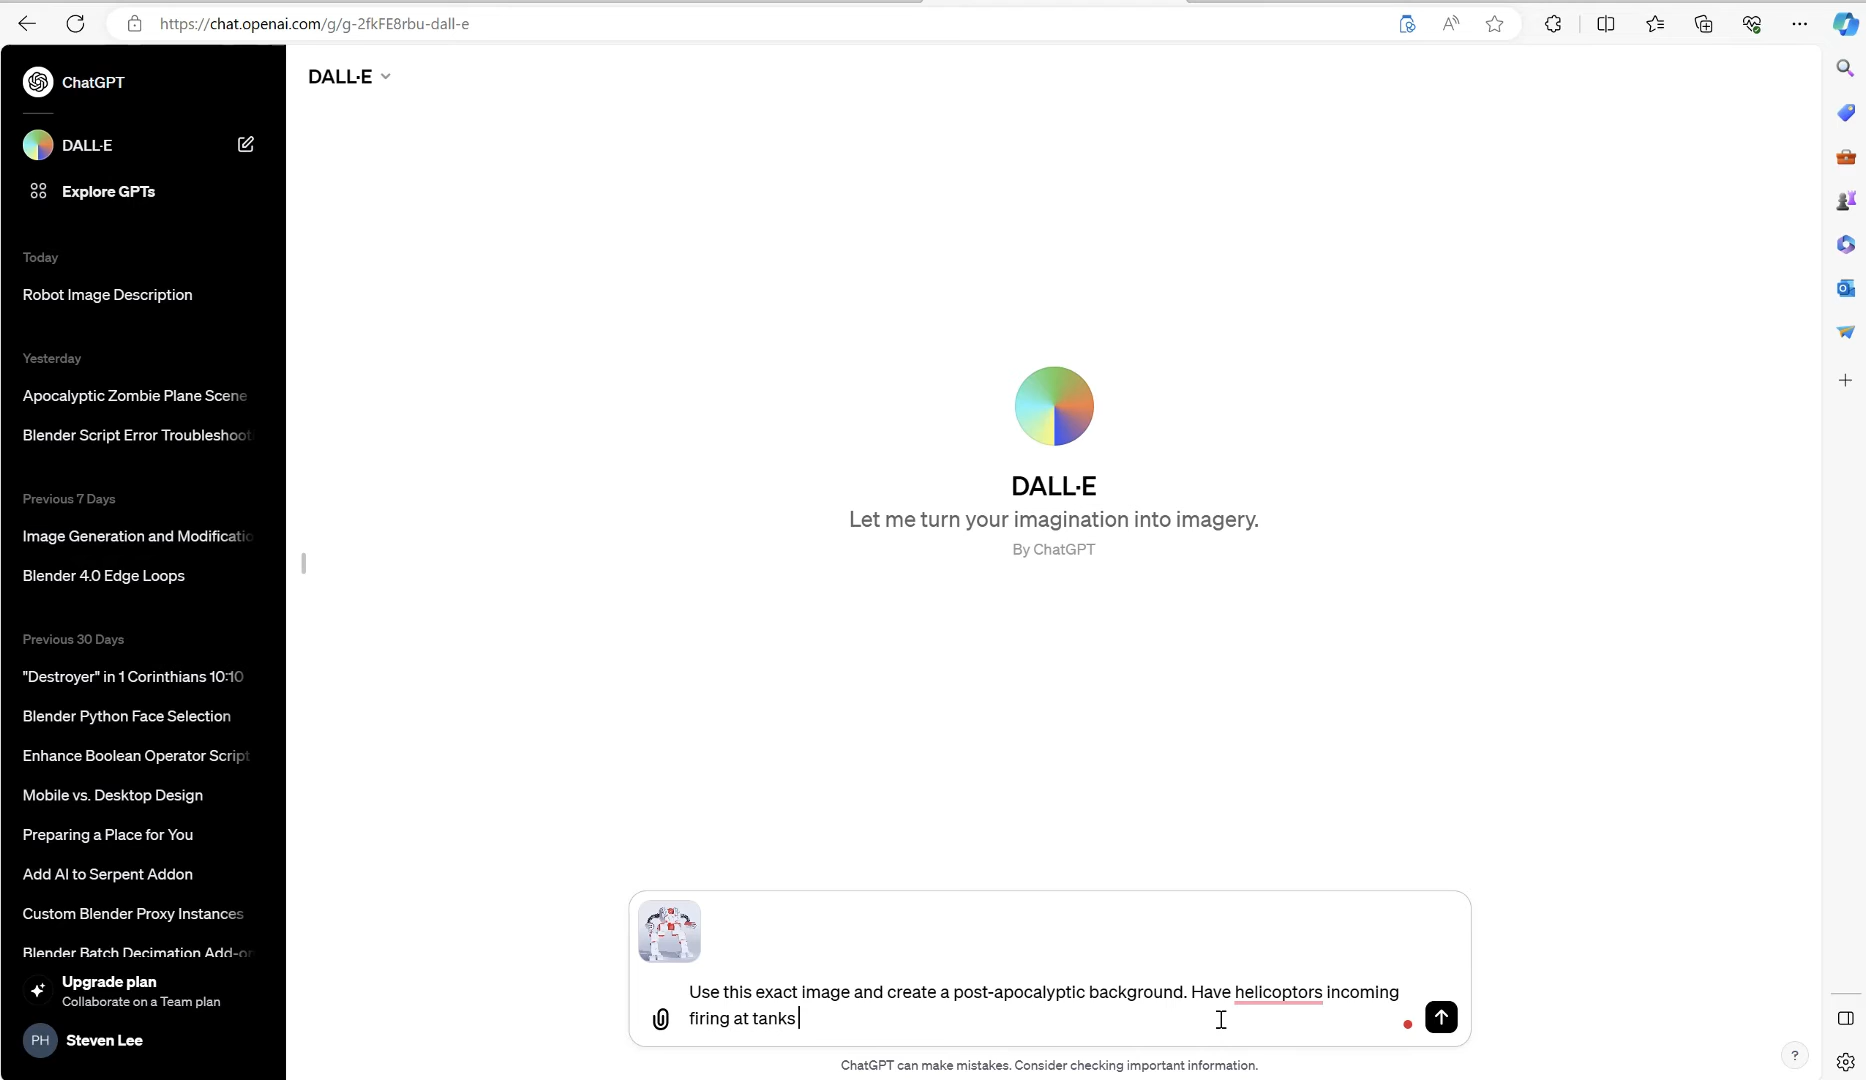 https://chat.openai.com/g/g-2fkFE8rbu-dall-e
ChatGPT
DALL·E
Explore GPTs
Today
Robot Image Description
Yesterday
Apocalyptic Zombie Plane Scene
Blender Script Error Troubleshoot
Previous 7 Days
Image Generation and Modificatio
Blender 4.0 Edge Loops
Previous 30 Days
"Destroyer" in 1 Corinthians 10:10
Blender Python Face Selection
Enhance Boolean Operator Script
Mobile vs. Desktop Design
Preparing a Place for You
Add AI to Serpent Addon
Custom Blender Proxy Instances
Blender Batch Decimation Add-on
Upgrade plan
Collaborate on a Team plan
PH Steven Lee
DALL·E
DALL·E
Let me turn your imagination into imagery.
By ChatGPT
Use this exact image and create a post-apocalyptic background. Have helicoptors incoming
firing at tanks
ChatGPT can make mistakes. Consider checking important information.
?